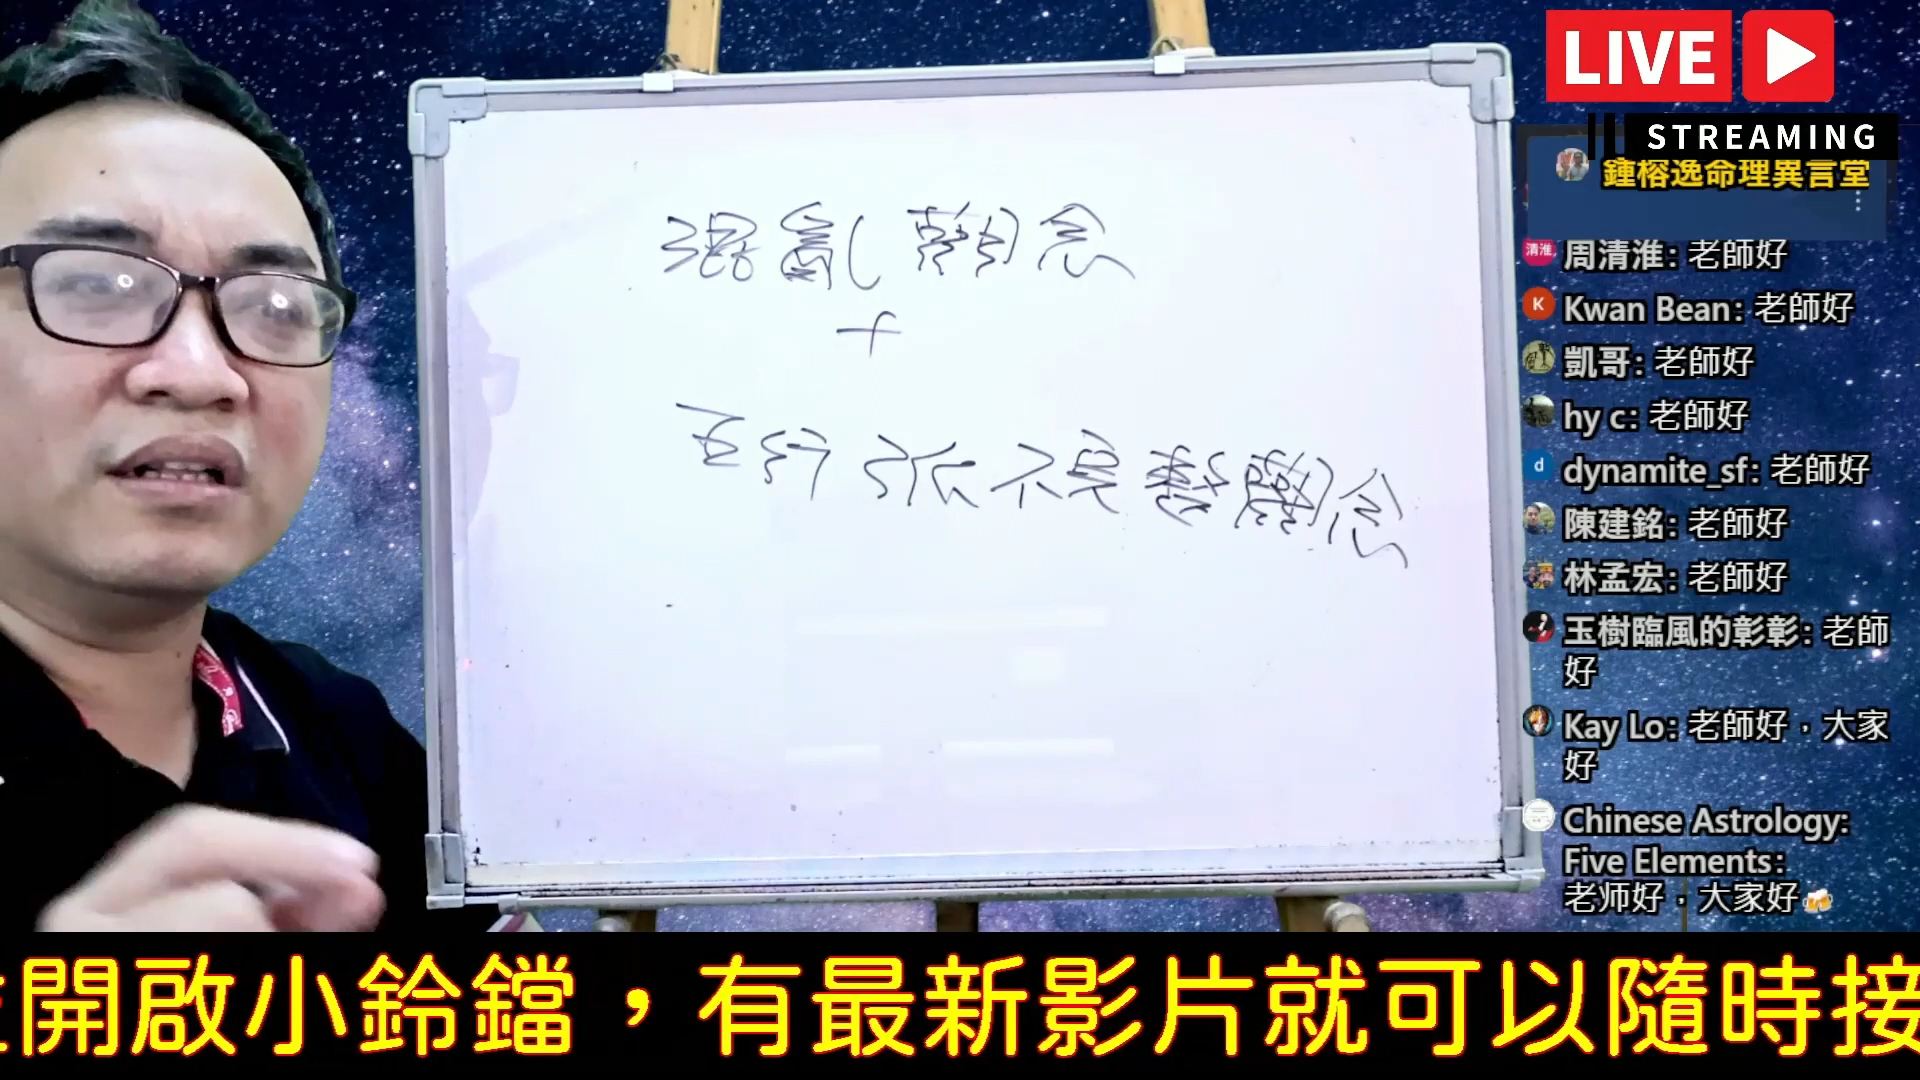 混亂觀念
+
五行派不完整觀念
LIVE
STREAMING
鍾榕逸命理異言堂
清淮
周清淮: 老師好
K
Kwan Bean: 老師好
凱哥: 老師好
hy c: 老師好
d
dynamite_sf: 老師好
陳建銘: 老師好
林孟宏: 老師好
玉樹臨風的彰彰: 老師
好
Kay Lo: 老師好，大家
好
Chinese Astrology:
Five Elements:
老师好，大家好🍻
開啟小鈴鐺，有最新影片就可以隨時接